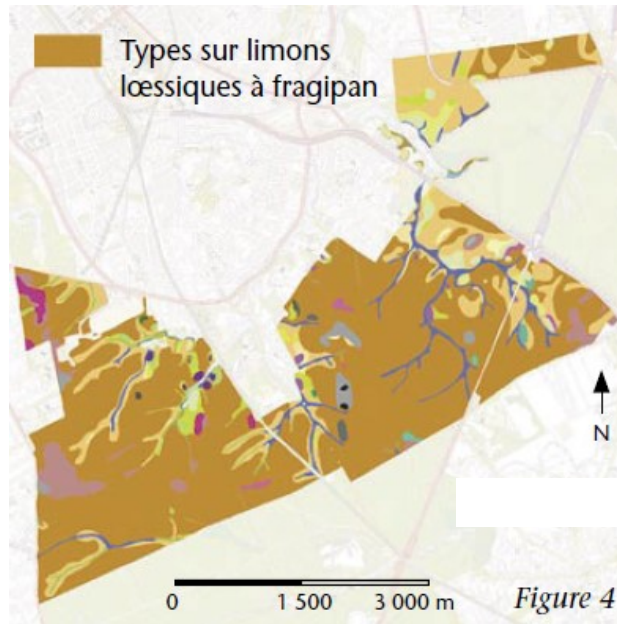 Types sur limons
lœssiques à fragipan
N
0 1 500 3 000 m
Figure 4